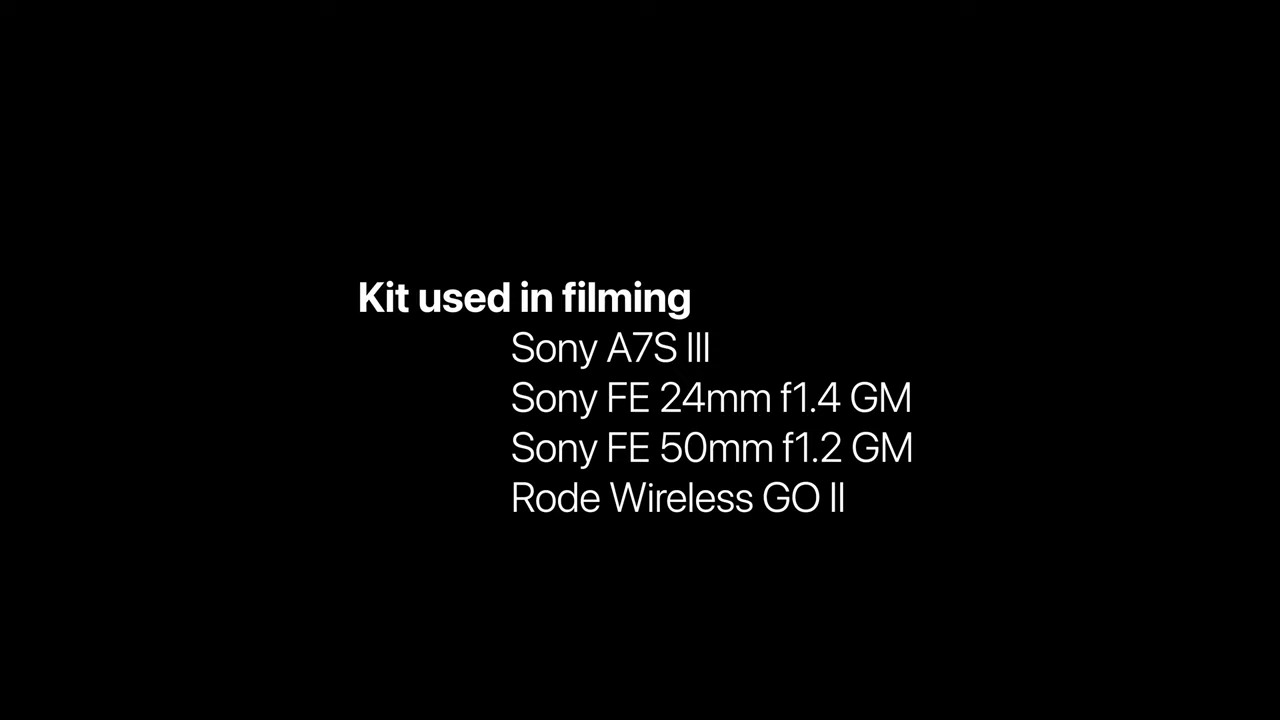 Kit used in filming
Sony A7S III
Sony FE 24mm f1.4 GM
Sony FE 50mm f1.2 GM
Rode Wireless GO II